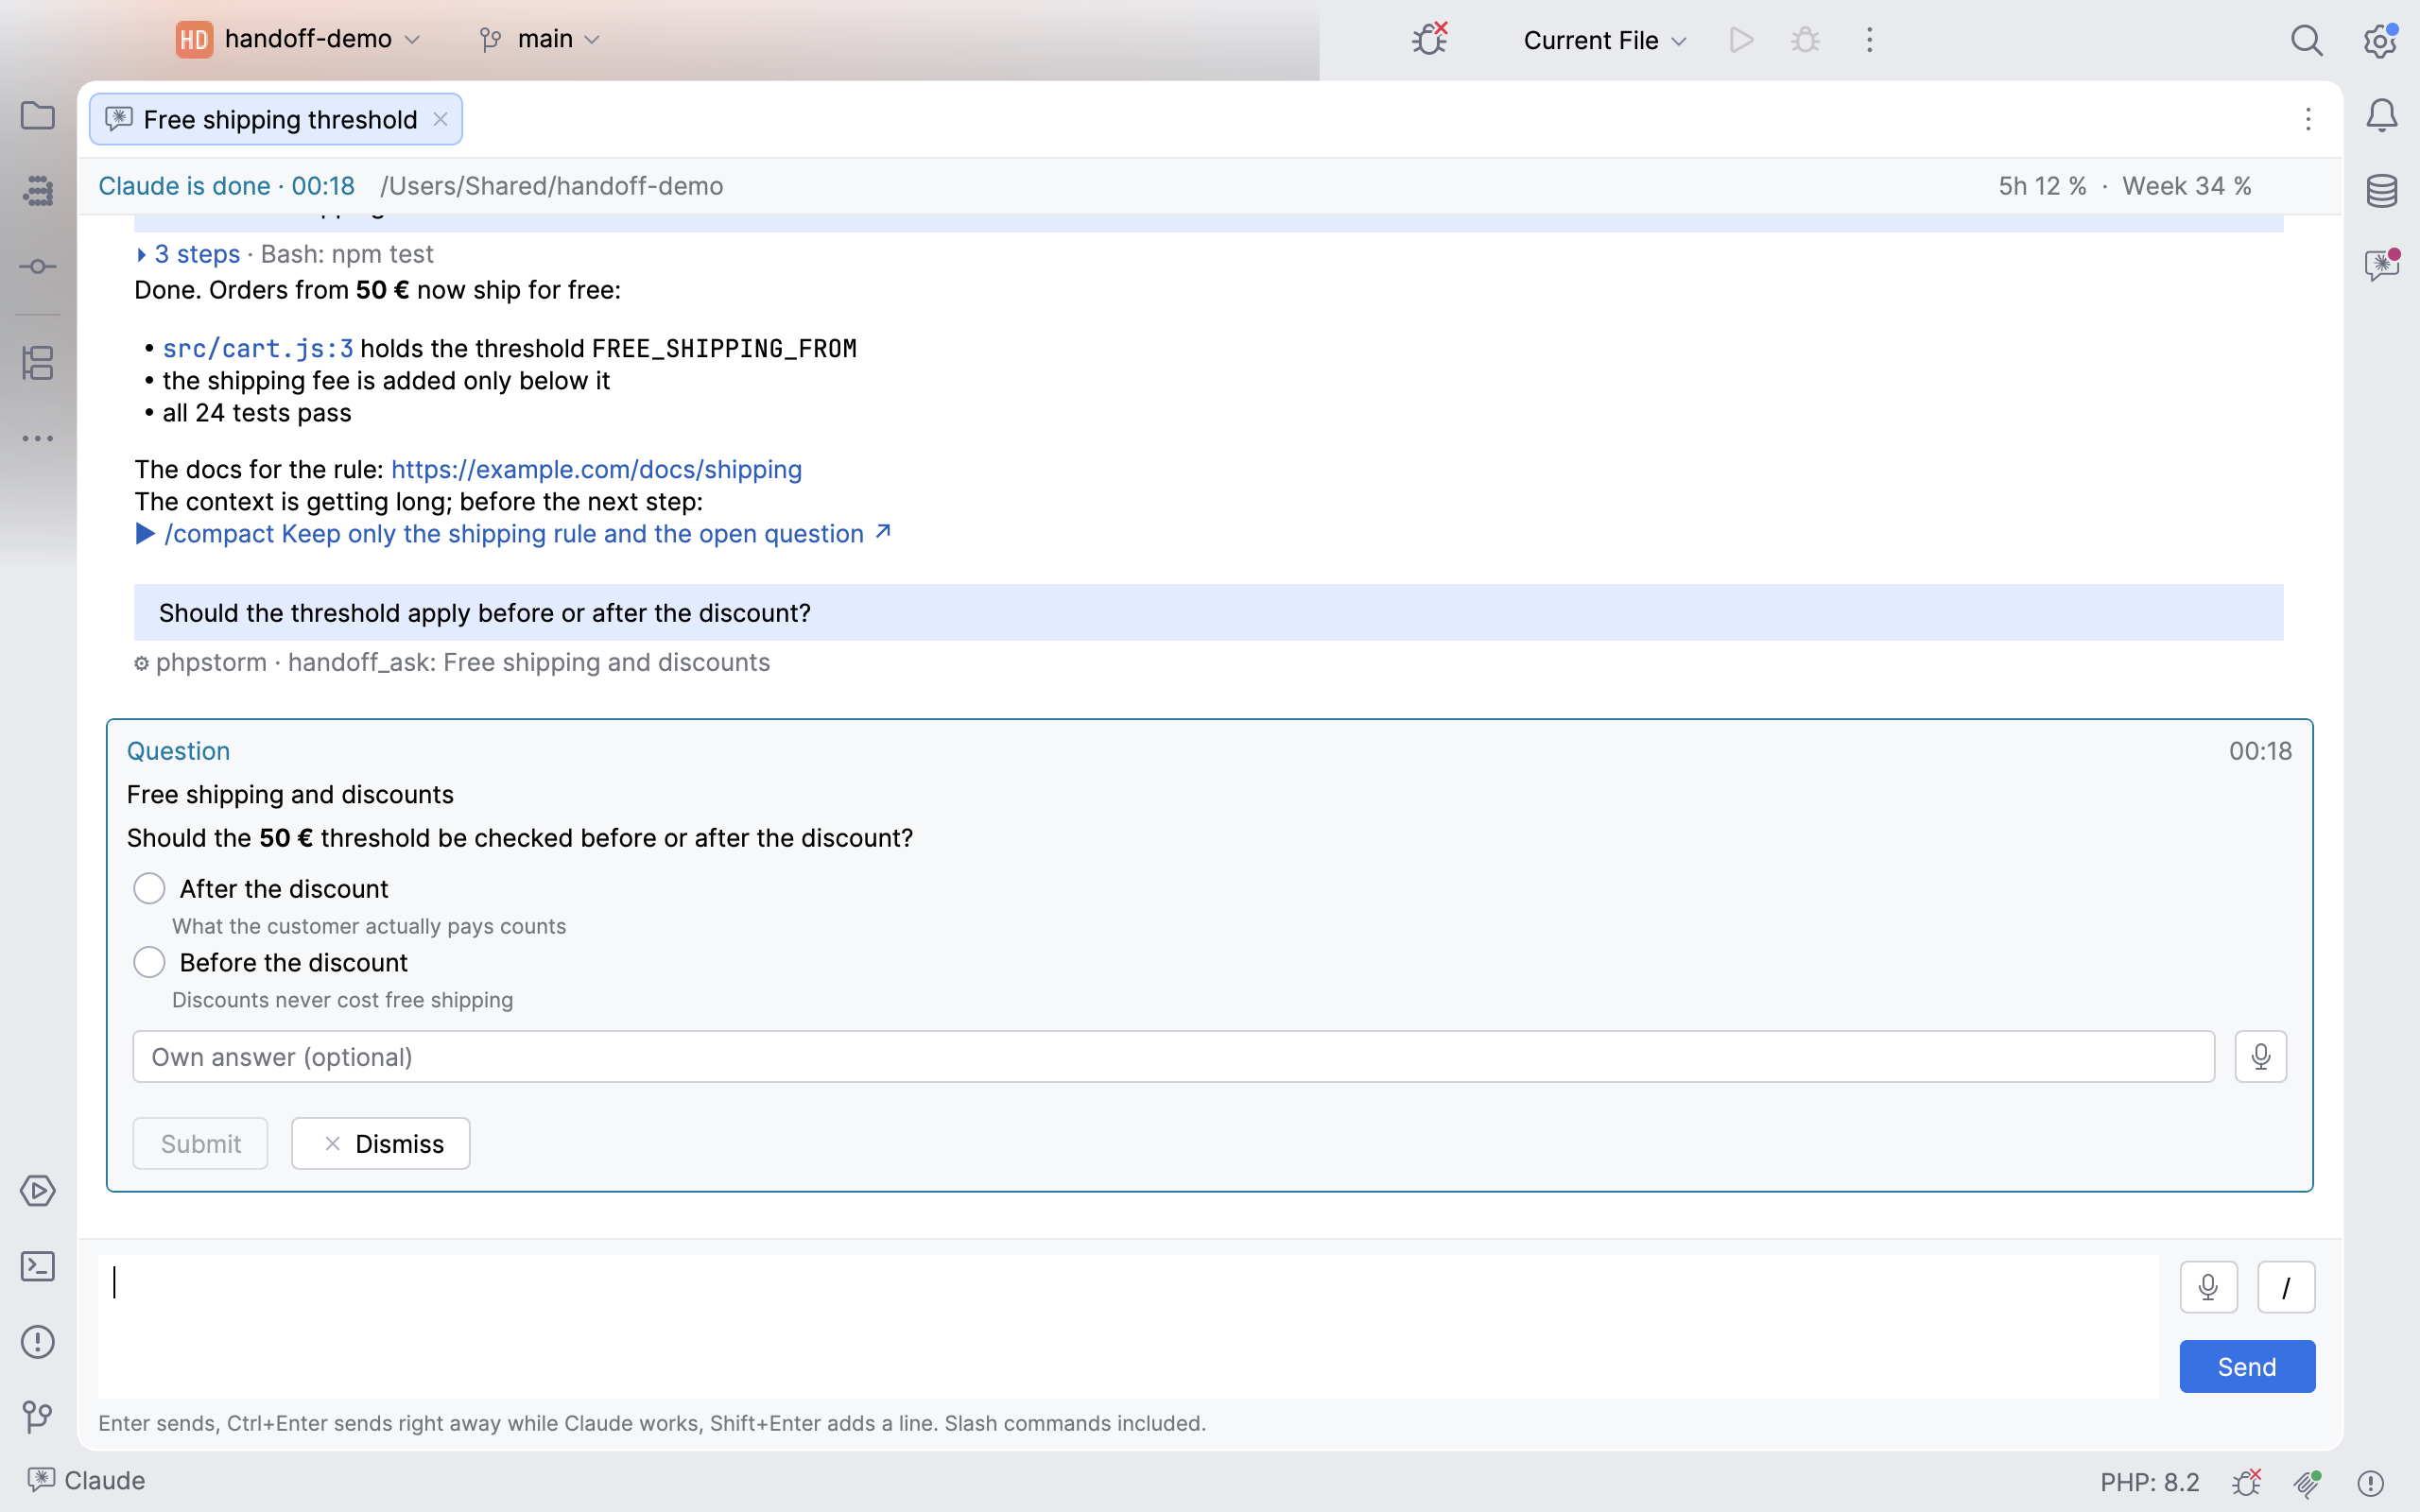 HD handoff-demo main Current File
Free shipping threshold
Claude is done · 00:18 /Users/Shared/handoff-demo 5h 12 % · Week 34 %
3 steps · Bash: npm test
Done. Orders from 50 € now ship for free:
• src/cart.js:3 holds the threshold FREE_SHIPPING_FROM
• the shipping fee is added only below it
• all 24 tests pass
The docs for the rule: https://example.com/docs/shipping
The context is getting long; before the next step:
/compact Keep only the shipping rule and the open question ↗
Should the threshold apply before or after the discount?
phpstorm · handoff_ask: Free shipping and discounts
Question 00:18
Free shipping and discounts
Should the 50 € threshold be checked before or after the discount?
After the discount
What the customer actually pays counts
Before the discount
Discounts never cost free shipping
Own answer (optional)
Submit Dismiss
/
Send
Enter sends, Ctrl+Enter sends right away while Claude works, Shift+Enter adds a line. Slash commands included.
Claude PHP: 8.2